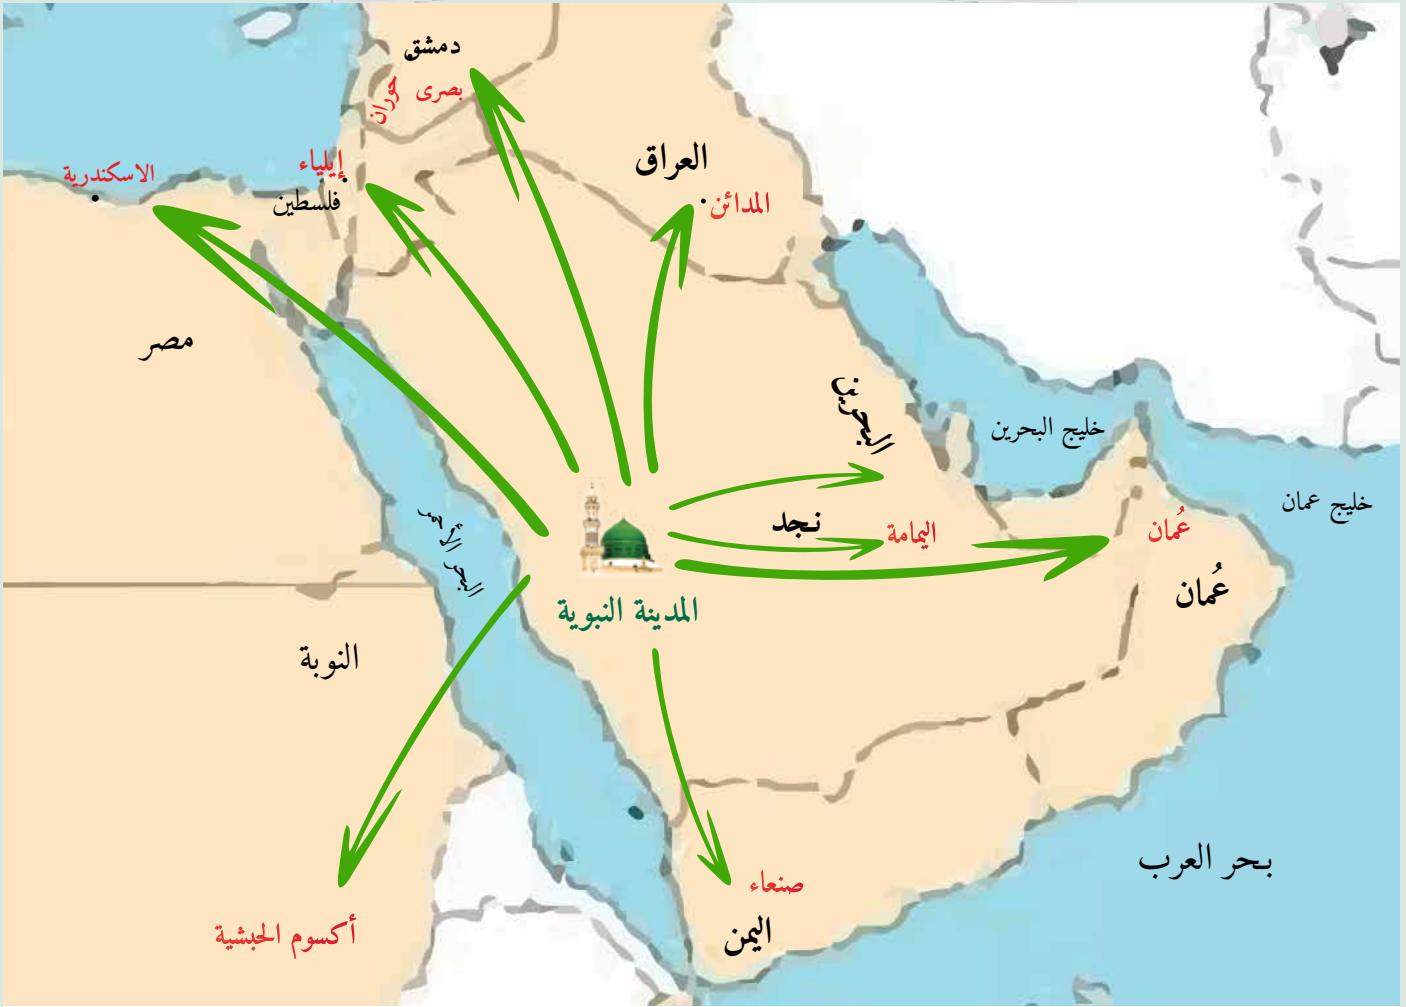 دمشق
بصرى
حوران
العراق
إيلياء
الاسكندرية
فلسطين
المدائن
مصر
البحرين
خليج البحرين
خليج عمان
نجد
اليمامة
عُمان
عُمان
البحر الأحمر
المدينة النبوية
النوبة
بحر العرب
صنعاء
اليمن
أكسوم الحبشية